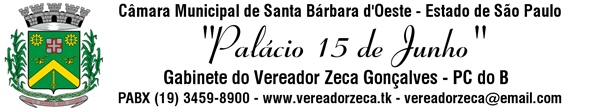 Câmara Municipal de Santa Bárbara d'Oeste - Estado de São Paulo
"Palácio 15 de Junho"
Gabinete do Vereador Zeca Gonçalves - PC do B
PABX (19) 3459-8900 - www.vereadorzeca.tk - vereadorzeca@email.com